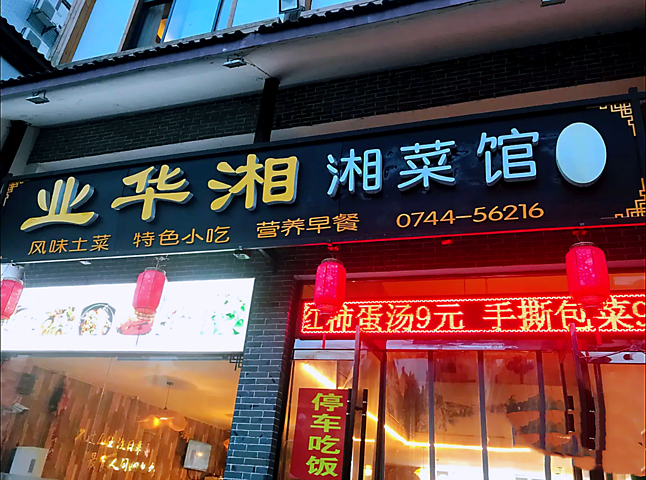 业华湘 湘菜馆
风味土菜 特色小吃 营养早餐 0744-56216
红柿蛋汤9元 手撕包菜9
停车吃饭